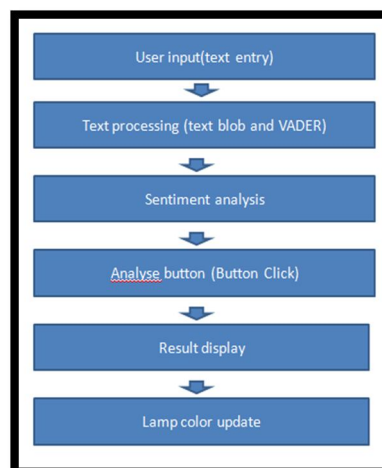 User input(text entry)
Text processing (text blob and VADER)
Sentiment analysis
Analyse button (Button Click)
Result display
Lamp color update